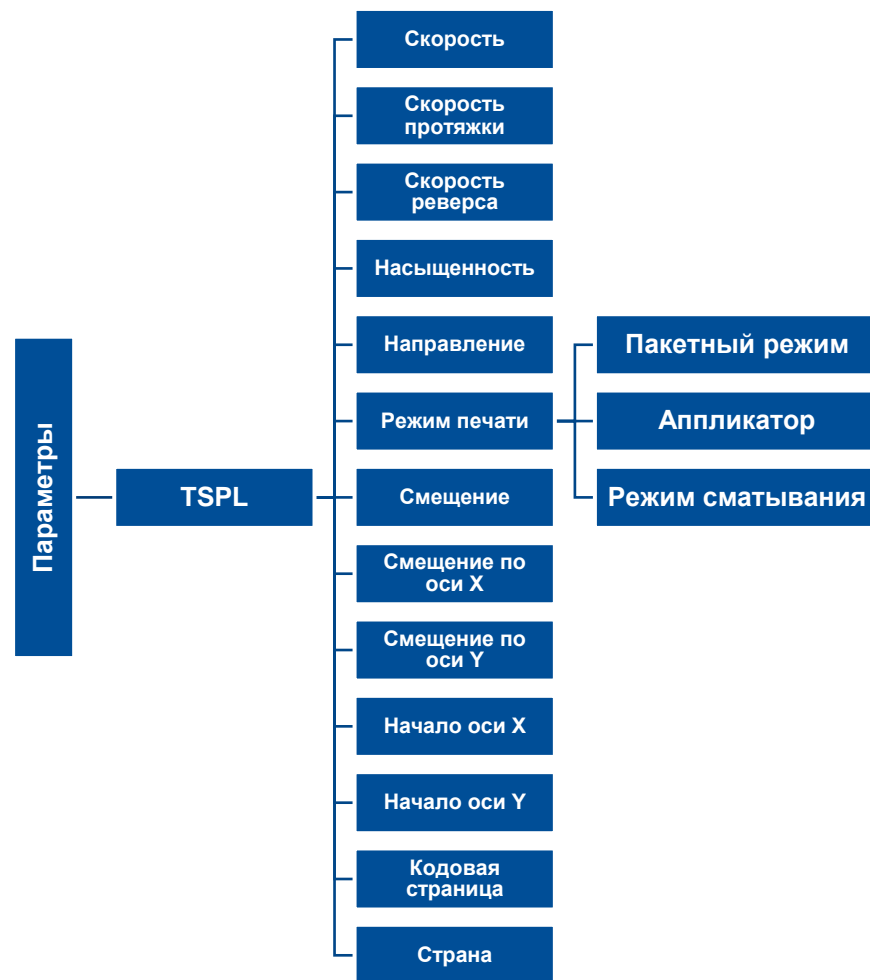 Параметры
TSPL
Скорость
Скорость
протяжки
Скорость
реверса
Насыщенность
Направление
Режим печати
Смещение
Смещение по
оси X
Смещение по
оси Y
Начало оси X
Начало оси Y
Кодовая
страница
Страна
Пакетный режим
Аппликатор
Режим сматывания